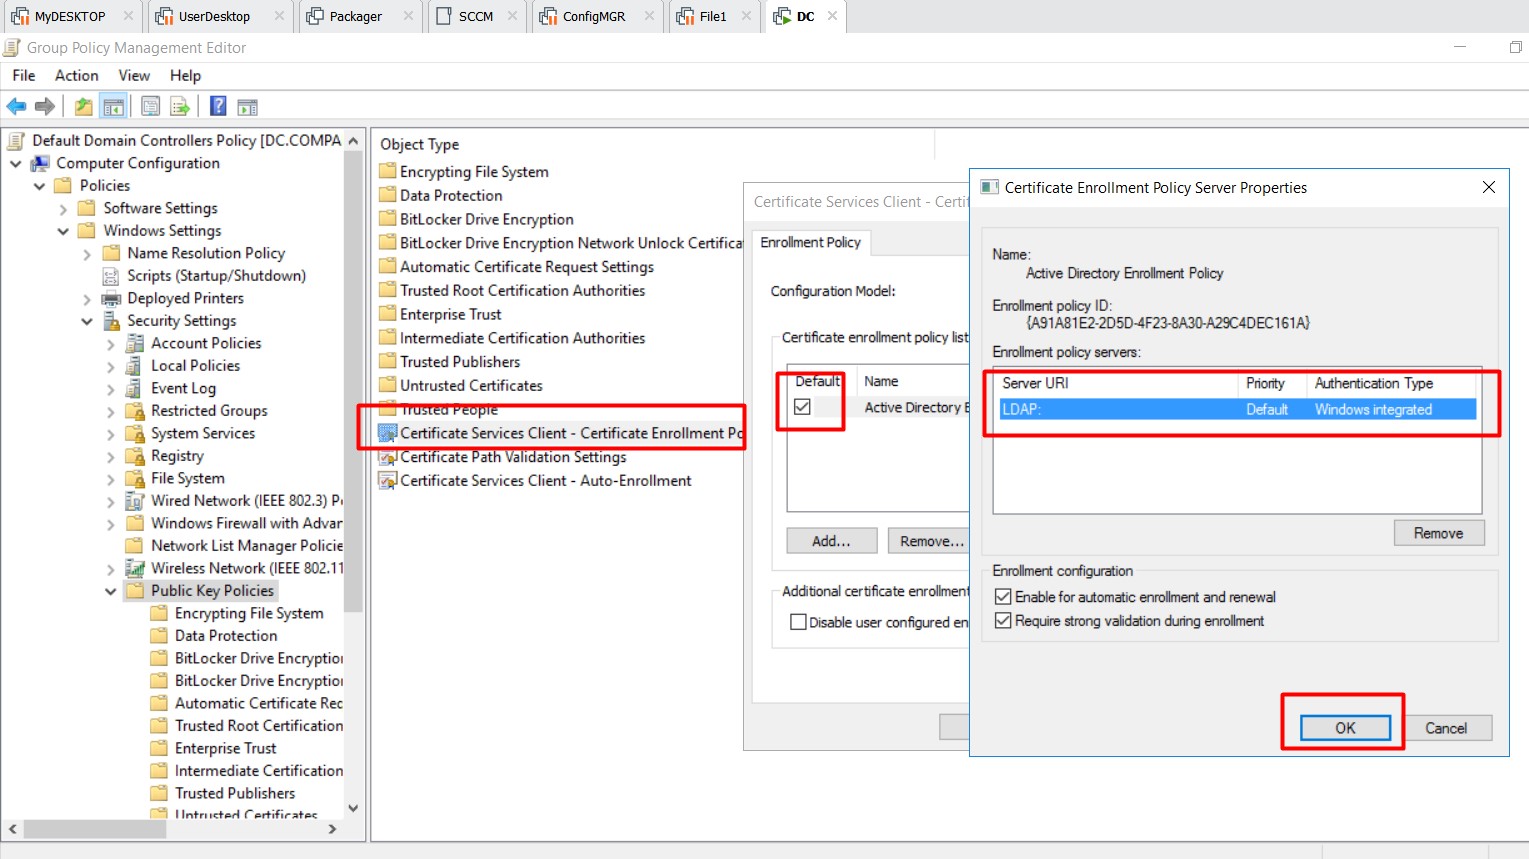 MyDESKTOP
UserDesktop
Packager
SCCM
ConfigMGR
File1
DC
Group Policy Management Editor
File Action View Help
Default Domain Controllers Policy [DC.COMPA
Computer Configuration
Policies
Software Settings
Windows Settings
Name Resolution Policy
Scripts (Startup/Shutdown)
Deployed Printers
Security Settings
Account Policies
Local Policies
Event Log
Restricted Groups
System Services
Registry
File System
Wired Network (IEEE 802.3) P
Windows Firewall with Advar
Network List Manager Policie
Wireless Network (IEEE 802.11
Public Key Policies
Encrypting File System
Data Protection
BitLocker Drive Encryption
BitLocker Drive Encryption
Automatic Certificate Rec
Trusted Root Certification
Enterprise Trust
Intermediate Certification
Trusted Publishers
Untrusted Certificates
Object Type
Encrypting File System
Data Protection
BitLocker Drive Encryption
BitLocker Drive Encryption Network Unlock Certifica
Automatic Certificate Request Settings
Trusted Root Certification Authorities
Enterprise Trust
Intermediate Certification Authorities
Trusted Publishers
Untrusted Certificates
Trusted People
Certificate Services Client - Certificate Enrollment Po
Certificate Path Validation Settings
Certificate Services Client - Auto-Enrollment
Certificate Services Client - Certif
Enrollment Policy
Configuration Model:
Certificate enrollment policy list
Default Name
Active Directory E
Add... Remove...
Additional certificate enrollment
Disable user configured en
Certificate Enrollment Policy Server Properties
Name:
Active Directory Enrollment Policy
Enrollment policy ID:
{A91A81E2-2D5D-4F23-8A30-A29C4DEC161A}
Enrollment policy servers:
Server URI Priority Authentication Type
LDAP: Default Windows integrated
Remove
Enrollment configuration
Enable for automatic enrollment and renewal
Require strong validation during enrollment
OK Cancel